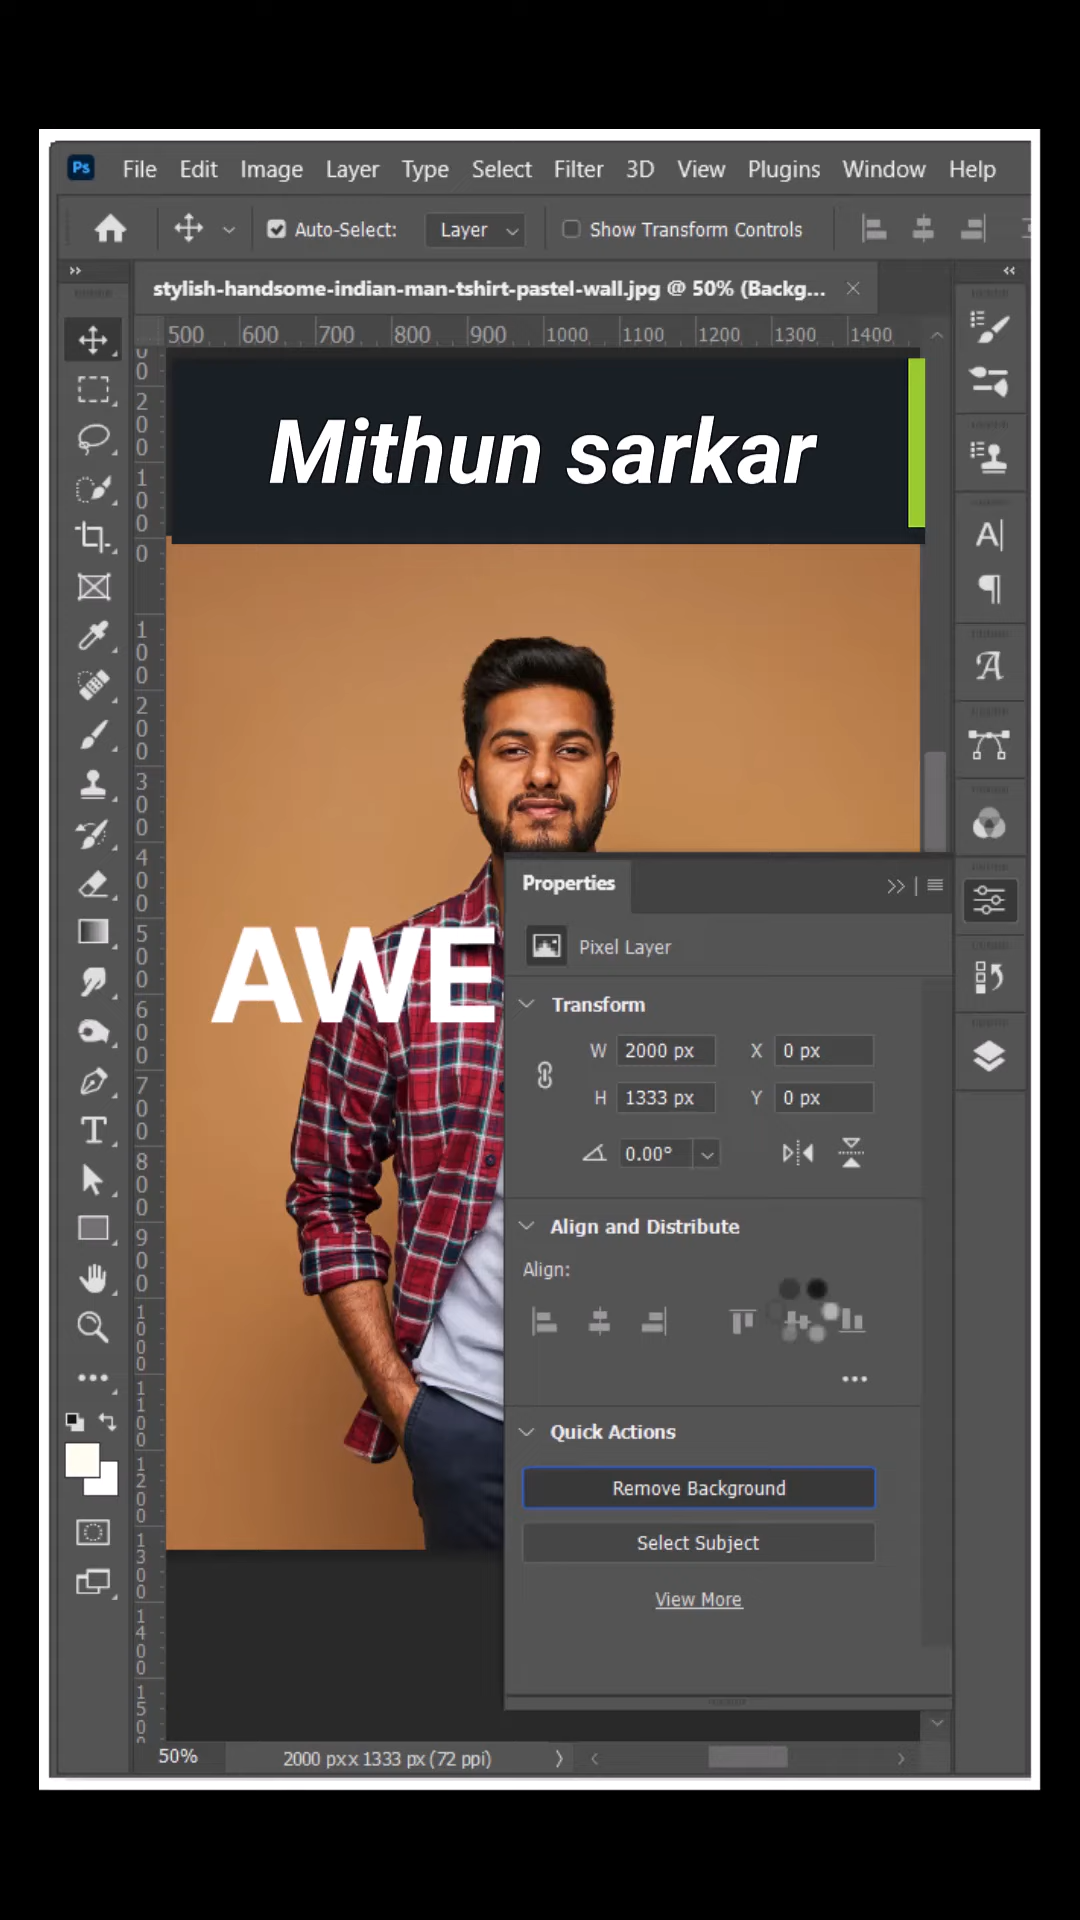 Ps File Edit Image Layer Type Select Filter 3D View Plugins Window Help
Auto-Select: Layer Show Transform Controls
stylish-handsome-indian-man-tshirt-pastel-wall.jpg @ 50% (Backg...
500 600 700 800 900 1000 1100 1200 1300 1400
Mithun sarkar
AWE
Properties
Pixel Layer
Transform
W 2000 px X 0 px
H 1333 px Y 0 px
0.00°
Align and Distribute
Align:
Quick Actions
Remove Background
Select Subject
View More
50% 2000 px x 1333 px (72 ppi)